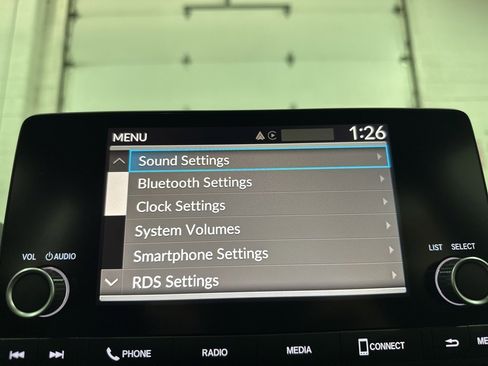 MENU 1:26
Sound Settings
Bluetooth Settings
Clock Settings
System Volumes
Smartphone Settings
RDS Settings
VOL AUDIO
LIST SELECT
PHONE RADIO MEDIA CONNECT